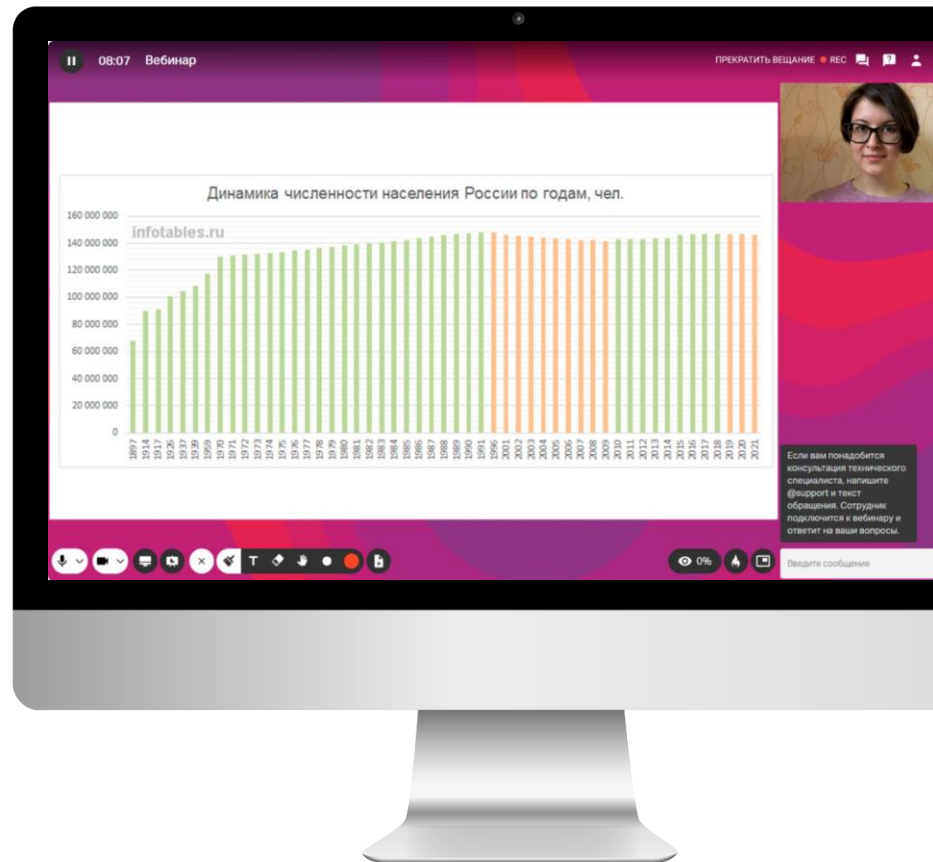 08:07 Вебинар
ПРЕКРАТИТЬ ВЕЩАНИЕ REC
Динамика численности населения России по годам, чел.
infotables.ru
160 000 000
140 000 000
120 000 000
100 000 000
80 000 000
60 000 000
40 000 000
20 000 000
0
1897 1914 1917 1926 1937 1939 1959 1970 1971 1972 1973 1974 1975 1976 1977 1978 1979 1980 1981 1982 1983 1984 1985 1986 1987 1988 1989 1990 1991 1996 2001 2002 2003 2004 2005 2006 2007 2008 2009 2010 2011 2012 2013 2014 2015 2016 2017 2018 2019 2020 2021
Если вам понадобится
консультация технического
специалиста, напишите
@support и текст
обращения. Сотрудник
подключится к вебинару и
ответит на ваши вопросы.
T
0%
Введите сообщение